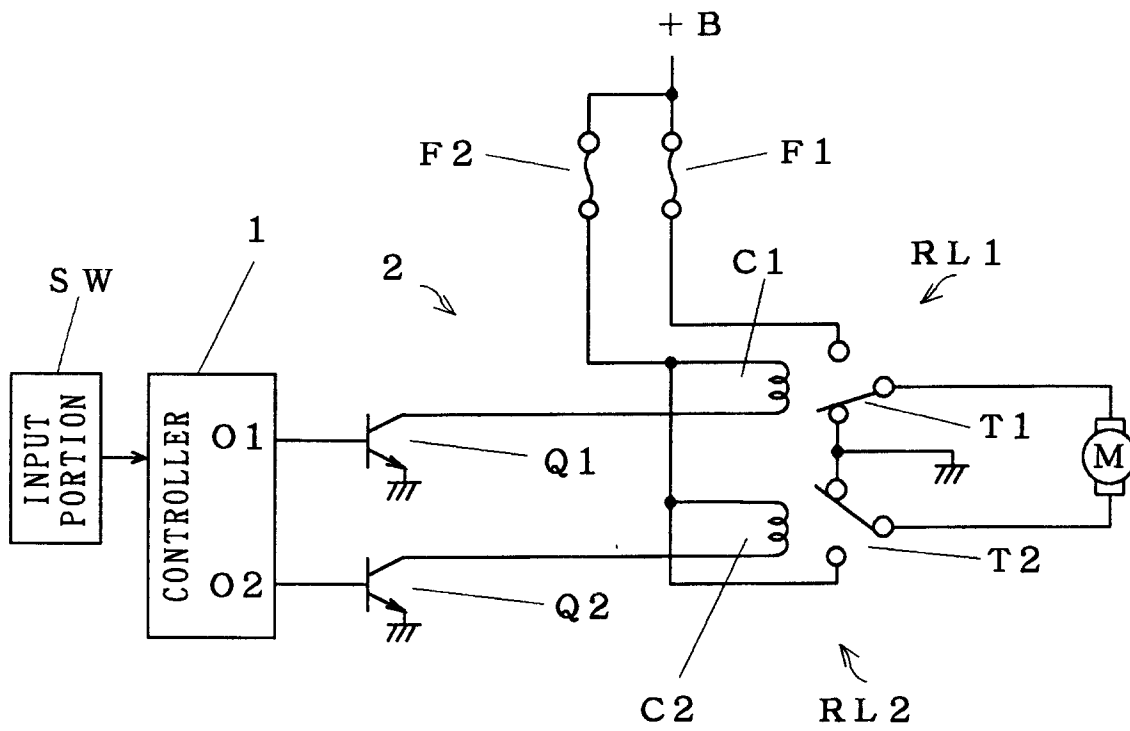 +B
F2
F1
1
2
C1
RL1
SW
INPUT
PORTION
CONTROLLER
O1
O2
Q1
Q2
T1
M
T2
C2
RL2